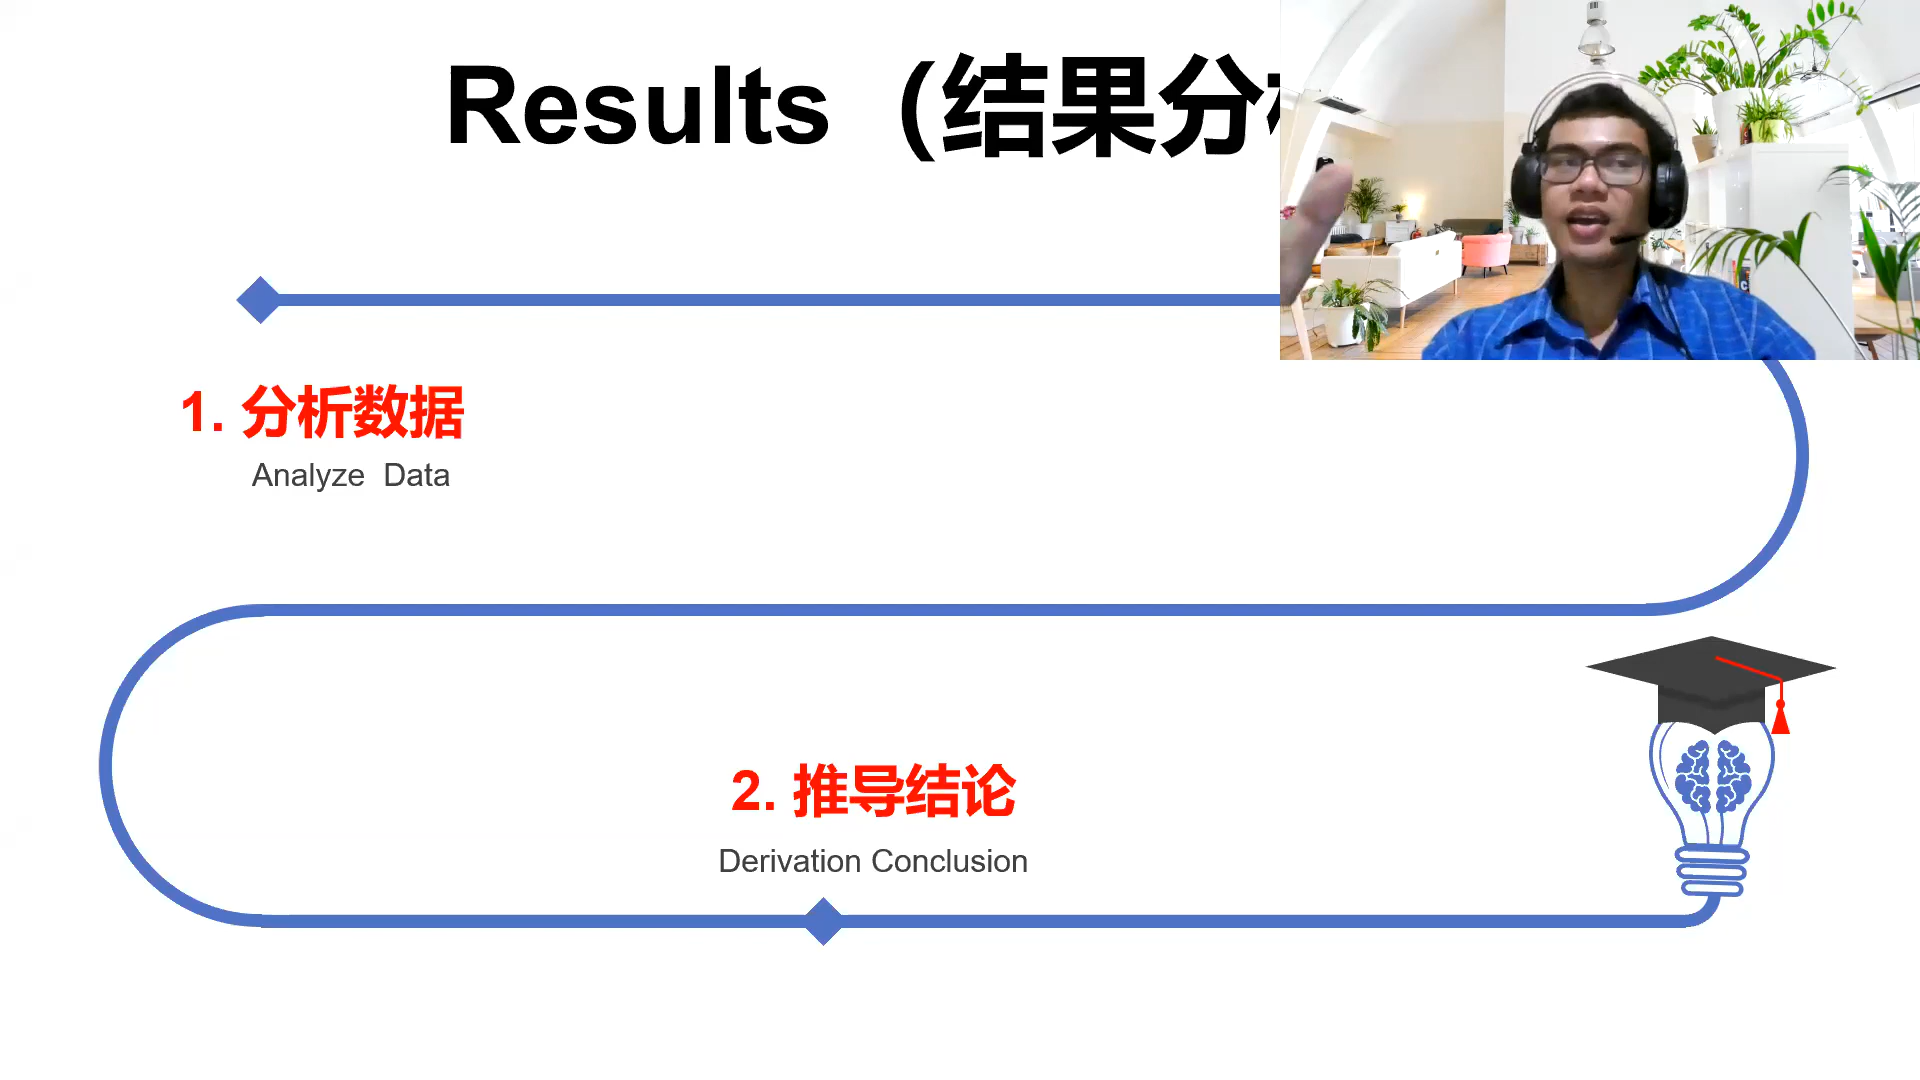 Results（结果分
1. 分析数据
Analyze Data
2. 推导结论
Derivation Conclusion